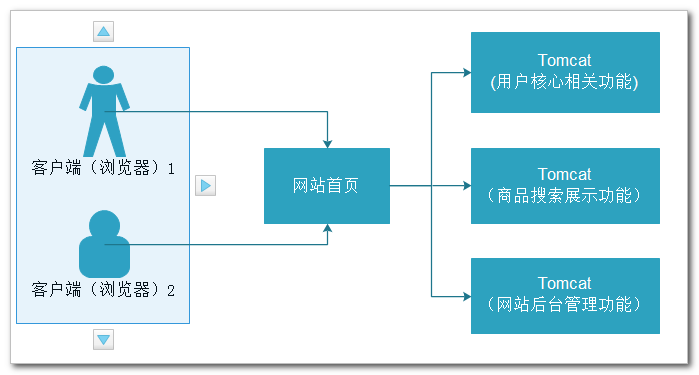 客户端（浏览器）1
客户端（浏览器）2
网站首页
Tomcat
(用户核心相关功能)
Tomcat
（商品搜索展示功能）
Tomcat
（网站后台管理功能）